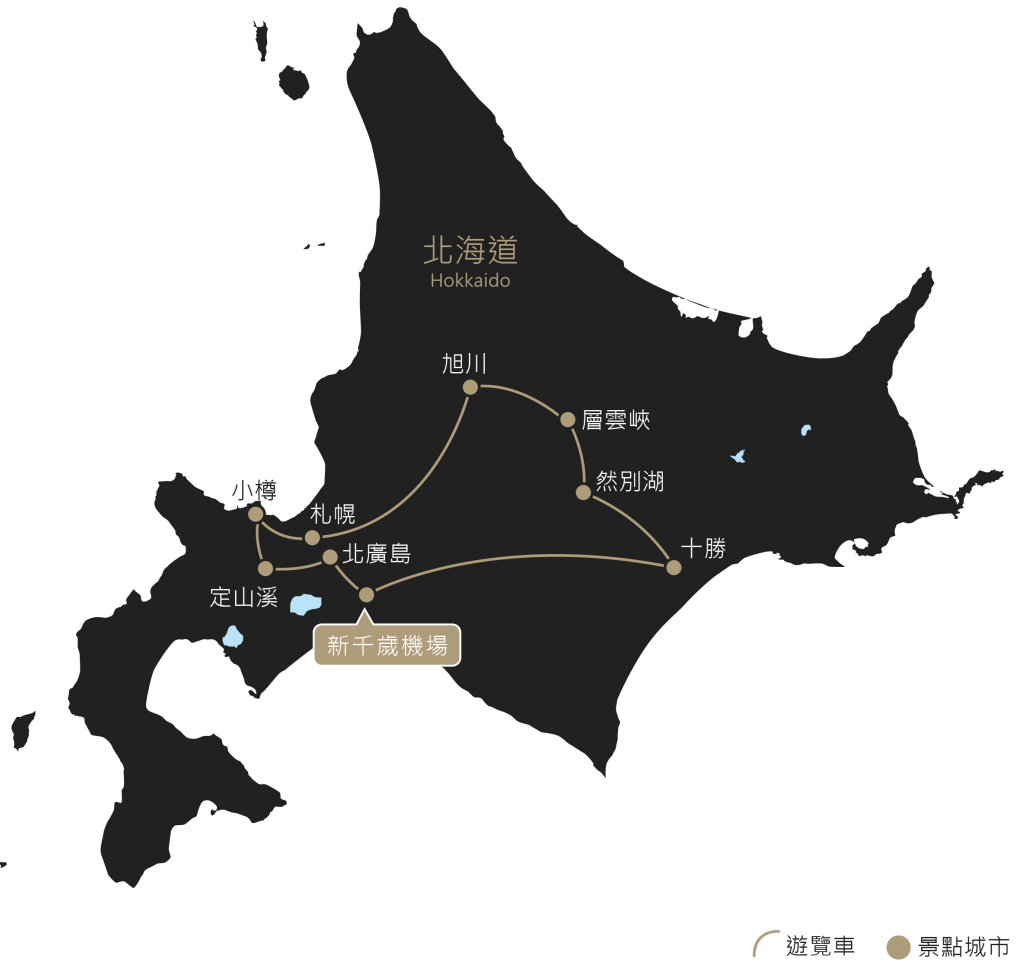 北海道
Hokkaido
旭川
層雲峽
然別湖
小樽
札幌
十勝
北廣島
定山溪
新千歲機場
遊覽車
景點城市